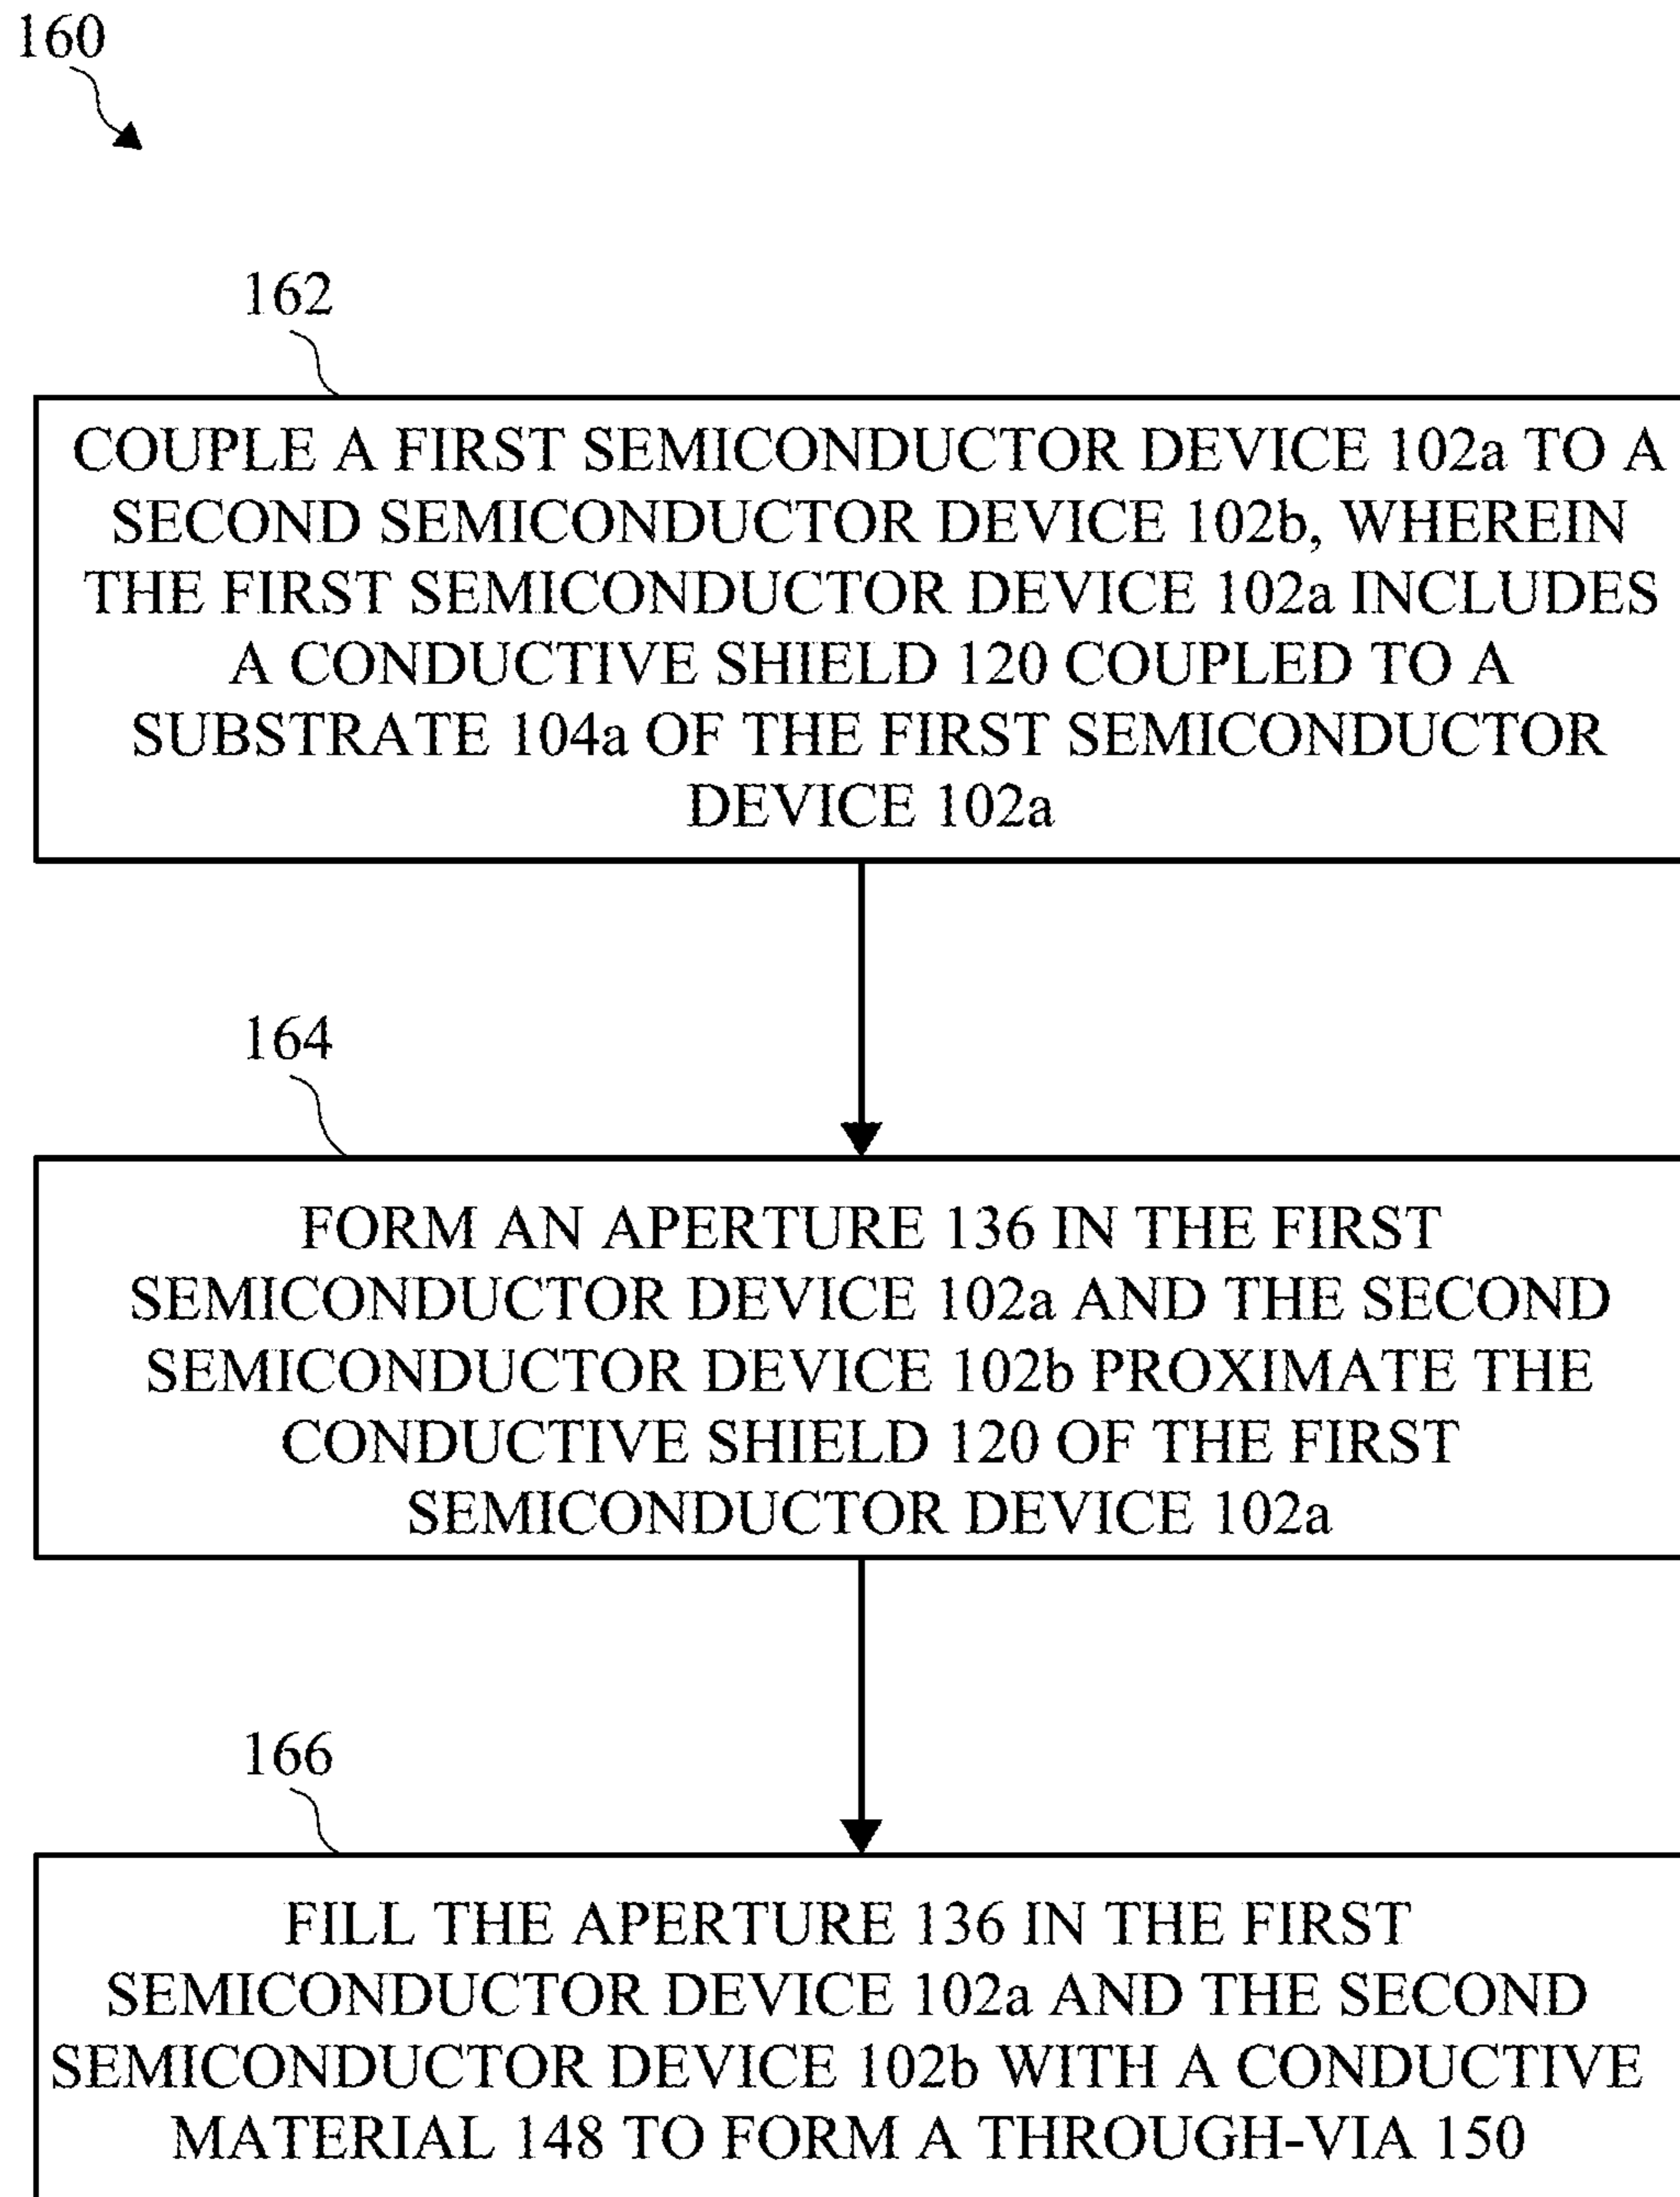 160
162
COUPLE A FIRST SEMICONDUCTOR DEVICE 102a TO A
SECOND SEMICONDUCTOR DEVICE 102b, WHEREIN
THE FIRST SEMICONDUCTOR DEVICE 102a INCLUDES
A CONDUCTIVE SHIELD 120 COUPLED TO A
SUBSTRATE 104a OF THE FIRST SEMICONDUCTOR
DEVICE 102a
164
FORM AN APERTURE 136 IN THE FIRST
SEMICONDUCTOR DEVICE 102a AND THE SECOND
SEMICONDUCTOR DEVICE 102b PROXIMATE THE
CONDUCTIVE SHIELD 120 OF THE FIRST
SEMICONDUCTOR DEVICE 102a
166
FILL THE APERTURE 136 IN THE FIRST
SEMICONDUCTOR DEVICE 102a AND THE SECOND
SEMICONDUCTOR DEVICE 102b WITH A CONDUCTIVE
MATERIAL 148 TO FORM A THROUGH-VIA 150